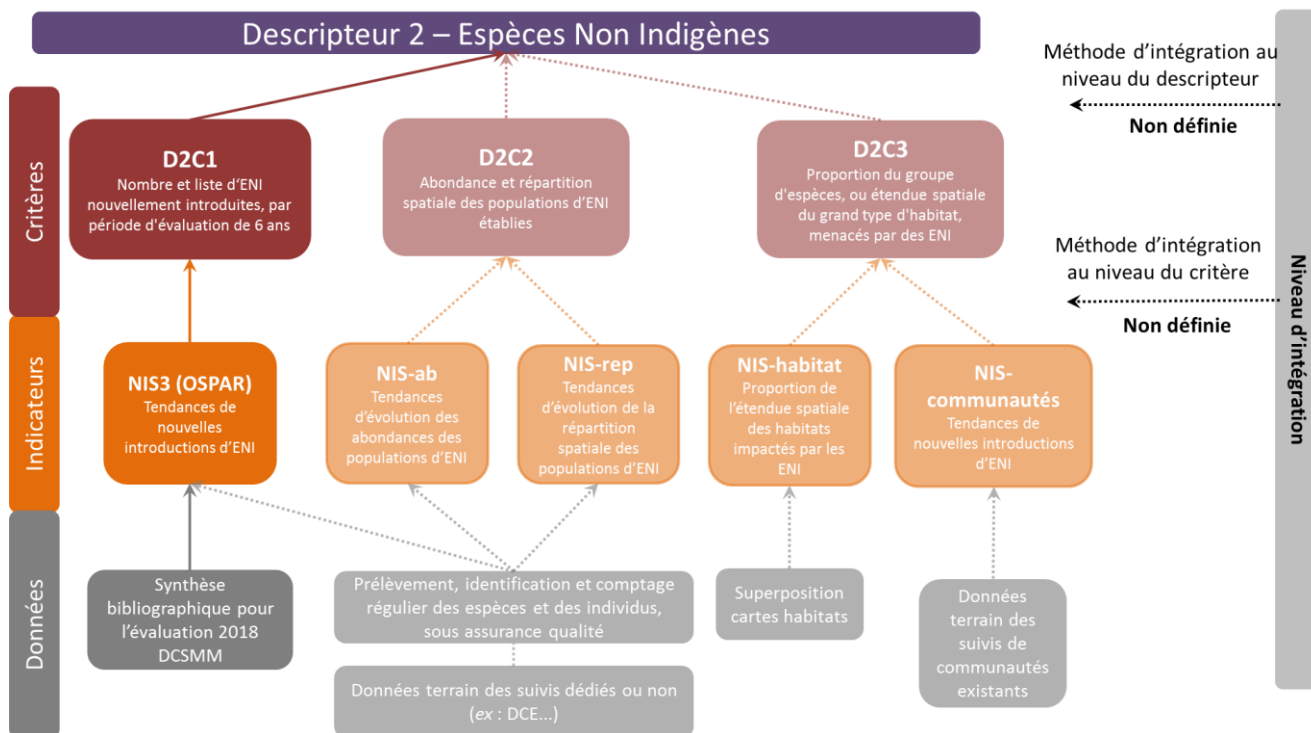 Descripteur 2 – Espèces Non Indigènes
Méthode d'intégration au
niveau du descripteur
Non définie
Critères
D2C1
Nombre et liste d'ENI
nouvellement introduites, par
période d'évaluation de 6 ans
D2C2
Abondance et répartition
spatiale des populations d'ENI
établies
D2C3
Proportion du groupe
d'espèces, ou étendue spatiale
du grand type d'habitat,
menacés par des ENI
Méthode d'intégration
au niveau du critère
Non définie
Niveau d'intégration
Indicateurs
NIS3 (OSPAR)
Tendances de
nouvelles
introductions d'ENI
NIS-ab
Tendances
d'évolution des
abondances des
populations d'ENI
NIS-rep
Tendances
d'évolution de la
répartition
spatiale des
populations d'ENI
NIS-habitat
Proportion de
l'étendue spatiale
des habitats
impactés par les
ENI
NIS-
communautés
Tendances de
nouvelles introductions
d'ENI
Données
Synthèse
bibliographique pour
l'évaluation 2018
DCSMM
Prélèvement, identification et comptage
régulier des espèces et des individus,
sous assurance qualité
Données terrain des suivis dédiés ou non
(ex : DCE...)
Superposition
cartes habitats
Données
terrain des
suivis de
communautés
existants